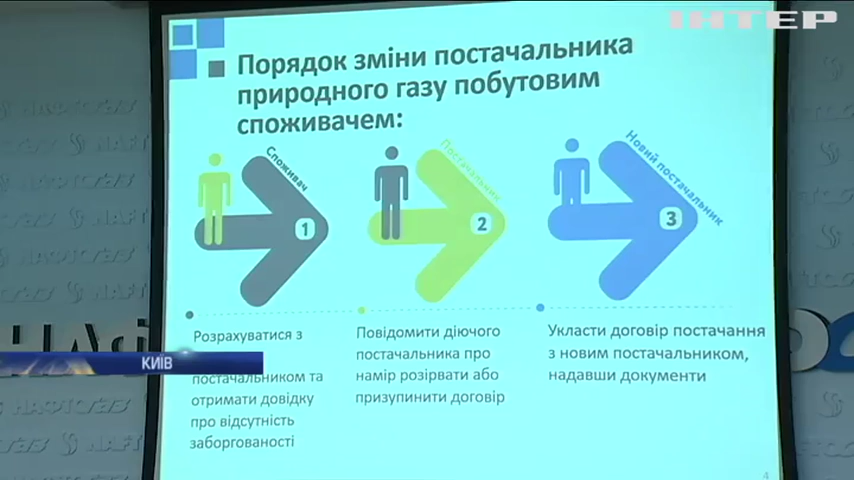 ІНТЕР
Порядок зміни постачальника
природного газу побутовим
споживачем:
Споживач
1
Постачальник
2
Новий постачальник
3
Розрахуватися з
постачальником та
отримати довідку
про відсутність
заборгованості
Повідомити діючого
постачальника про
намір розірвати або
призупинити договір
Укласти договір постачання
з новим постачальником,
надавши документи
КИЇВ
4
НАФТОГАЗ